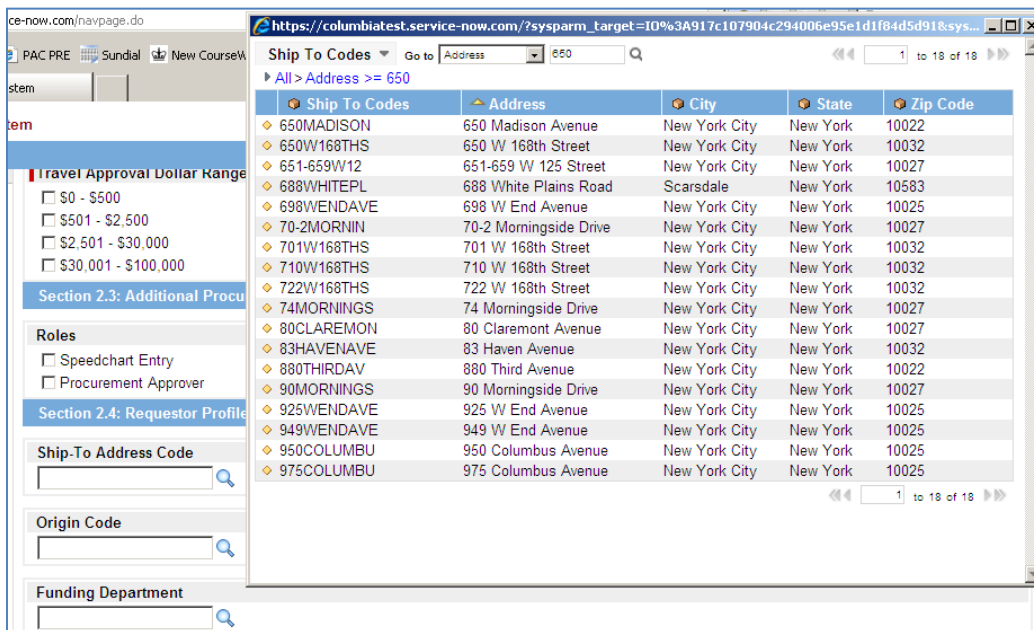 ce-now.com/navpage.do
PAC PRE Sundial New CourseW
stem
tem
Travel Approval Dollar Range
$0 - $500
$501 - $2,500
$2,501 - $30,000
$30,001 - $100,000
Section 2.3: Additional Procu
Roles
Speedchart Entry
Procurement Approver
Section 2.4: Requestor Profile
Ship-To Address Code
Origin Code
Funding Department
https://columbiatest.service-now.com/?sysparm_target=IO%3A917c107904c294006e95e1d1f84d5d91&sys...
Ship To Codes Go to Address 650 1 to 18 of 18
All > Address >= 650
Ship To Codes Address City State Zip Code
650MADISON 650 Madison Avenue New York City New York 10022
650W168THS 650 W 168th Street New York City New York 10032
651-659W12 651-659 W 125 Street New York City New York 10027
688WHITEPL 688 White Plains Road Scarsdale New York 10583
698WENDAVE 698 W End Avenue New York City New York 10025
70-2MORNIN 70-2 Morningside Drive New York City New York 10027
701W168THS 701 W 168th Street New York City New York 10032
710W168THS 710 W 168th Street New York City New York 10032
722W168THS 722 W 168th Street New York City New York 10032
74MORNINGS 74 Morningside Drive New York City New York 10027
80CLAREMON 80 Claremont Avenue New York City New York 10027
83HAVENAVE 83 Haven Avenue New York City New York 10032
880THIRDAV 880 Third Avenue New York City New York 10022
90MORNINGS 90 Morningside Drive New York City New York 10027
925WENDAVE 925 W End Avenue New York City New York 10025
949WENDAVE 949 W End Avenue New York City New York 10025
950COLUMBU 950 Columbus Avenue New York City New York 10025
975COLUMBU 975 Columbus Avenue New York City New York 10025
1 to 18 of 18